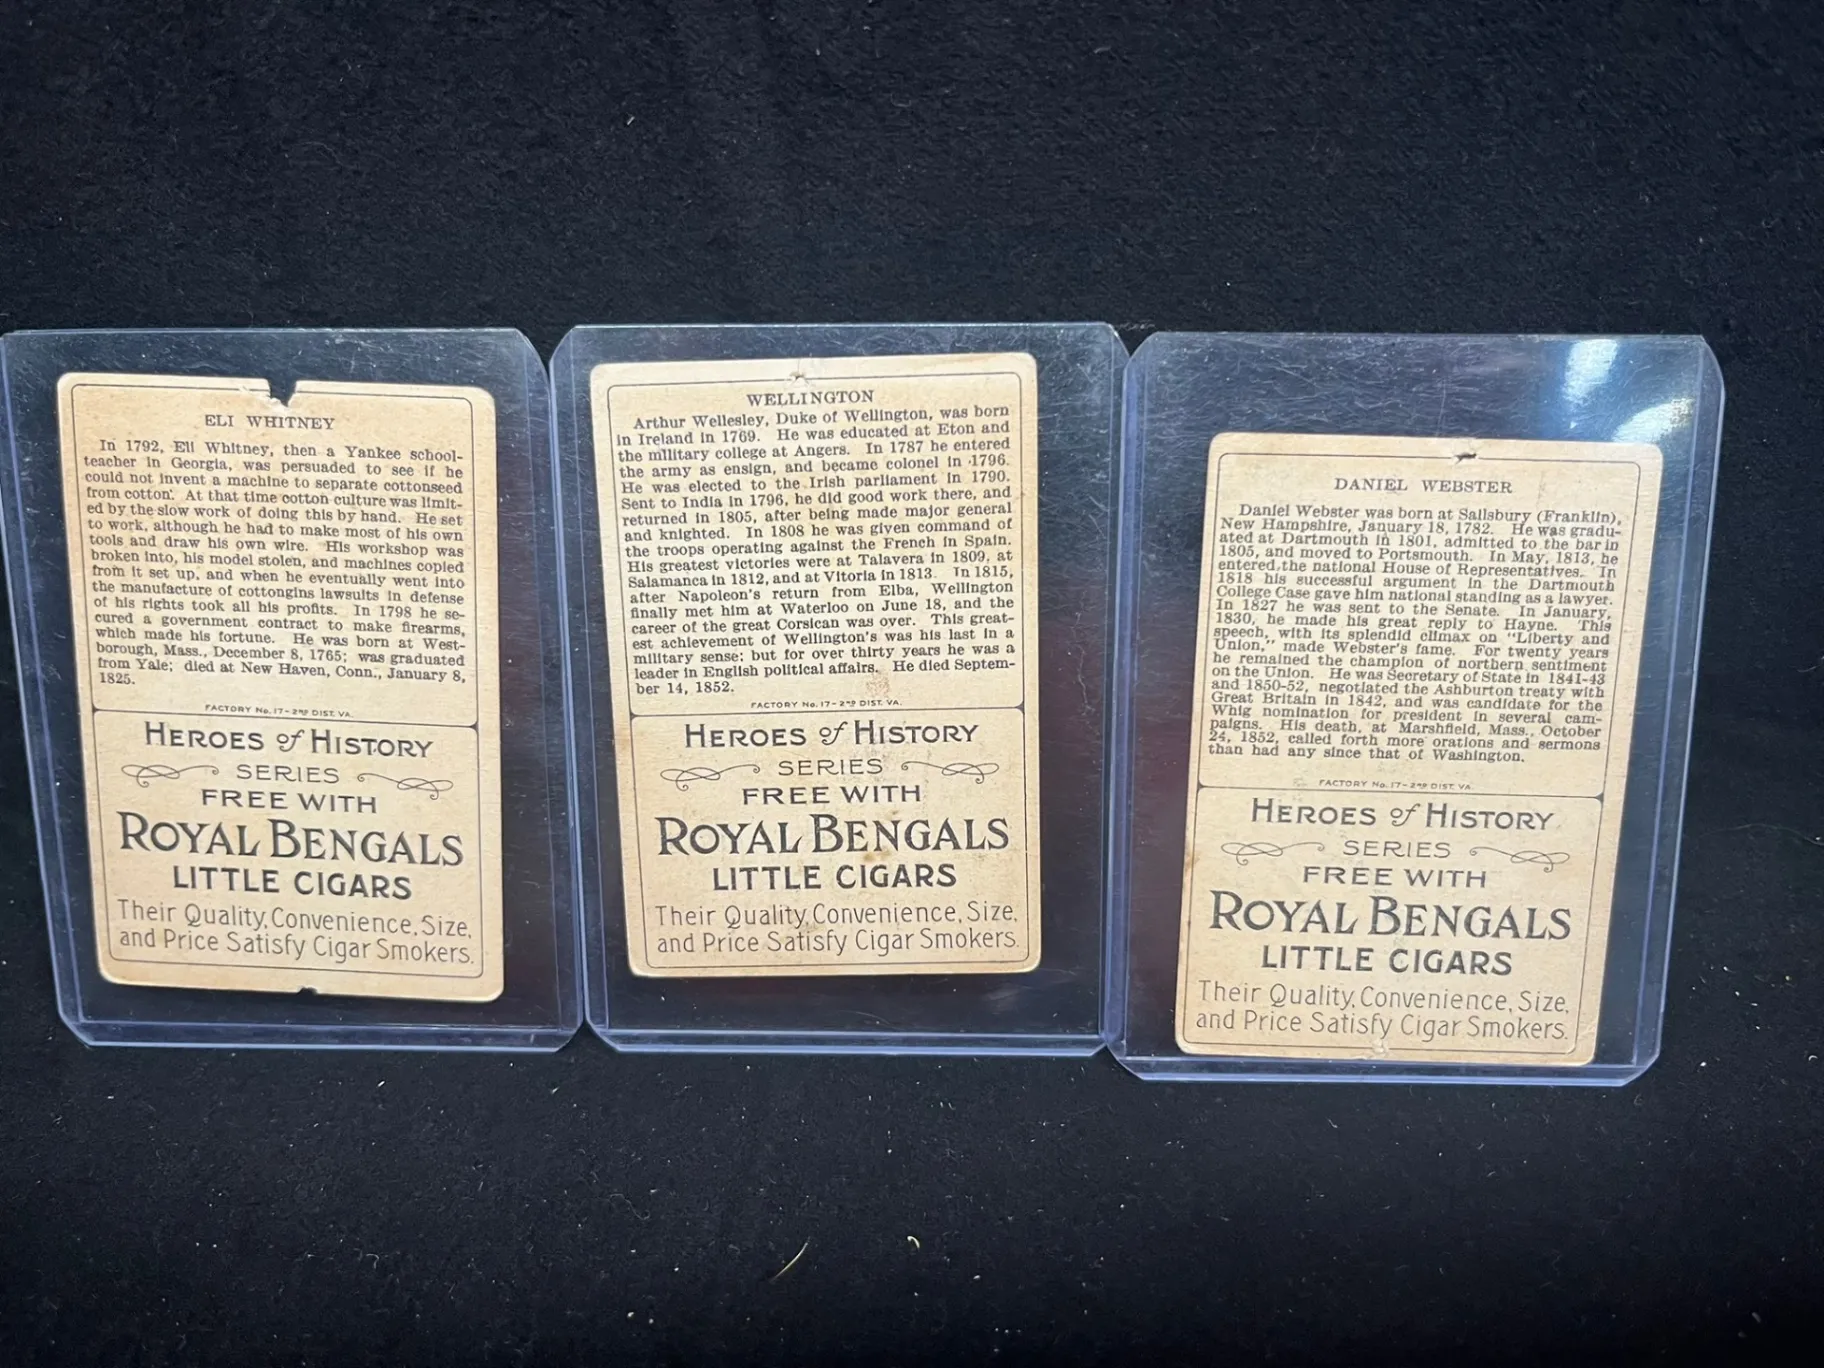 ELI WHITNEY
In 1792, Eli Whitney, then a Yankee school-
teacher in Georgia, was persuaded to see if he
could not invent a machine to separate cottonseed
from cotton. At that time cotton culture was limit-
ed by the slow work of doing this by hand. He set
to work, although he had to make most of his own
tools and draw his own wire. His workshop was
broken into, his model stolen, and machines copied
from it set up, and when he eventually went into
the manufacture of cottongins lawsuits in defense
of his rights took all his profits. In 1798 he se-
cured a government contract to make firearms,
which made his fortune. He was born at West-
borough, Mass., December 8, 1765; was graduated
from Yale; died at New Haven, Conn., January 8,
1825.
FACTORY No. 17-2ND DIST. VA.
HEROES of HISTORY
SERIES
FREE WITH
ROYAL BENGALS
LITTLE CIGARS
Their Quality, Convenience, Size,
and Price Satisfy Cigar Smokers.
WELLINGTON
Arthur Wellesley, Duke of Wellington, was born
in Ireland in 1769. He was educated at Eton and
the military college at Angers. In 1787 he entered
the army as ensign, and became colonel in 1796.
He was elected to the Irish parliament in 1790.
Sent to India in 1796, he did good work there, and
returned in 1805, after being made major general
and knighted. In 1808 he was given command of
the troops operating against the French in Spain.
His greatest victories were at Talavera in 1809, at
Salamanca in 1812, and at Vitoria in 1813. In 1815,
after Napoleon's return from Elba, Wellington
finally met him at Waterloo on June 18, and the
career of the great Corsican was over. This great-
est achievement of Wellington's was his last in a
military sense; but for over thirty years he was a
leader in English political affairs. He died Septem-
ber 14, 1852.
FACTORY No. 17-2ND DIST. VA.
HEROES of HISTORY
SERIES
FREE WITH
ROYAL BENGALS
LITTLE CIGARS
Their Quality, Convenience, Size,
and Price Satisfy Cigar Smokers.
DANIEL WEBSTER
Daniel Webster was born at Salisbury (Franklin),
New Hampshire, January 18, 1782. He was gradu-
ated at Dartmouth in 1801, admitted to the bar in
1805, and moved to Portsmouth. In May, 1813, he
entered the national House of Representatives. In
1818 his successful argument in the Dartmouth
College Case gave him national standing as a lawyer.
In 1827 he was sent to the Senate. In January,
1830, he made his great reply to Hayne. This
speech, with its splendid climax on "Liberty and
Union," made Webster's fame. For twenty years
he remained the champion of northern sentiment
on the Union. He was Secretary of State in 1841-43
and 1850-52, negotiated the Ashburton treaty with
Great Britain in 1842, and was candidate for the
Whig nomination for president in several cam-
paigns. His death, at Marshfield, Mass., October
24, 1852, called forth more orations and sermons
than had any since that of Washington.
FACTORY No. 17-2ND DIST. VA.
HEROES of HISTORY
SERIES
FREE WITH
ROYAL BENGALS
LITTLE CIGARS
Their Quality, Convenience, Size,
and Price Satisfy Cigar Smokers.